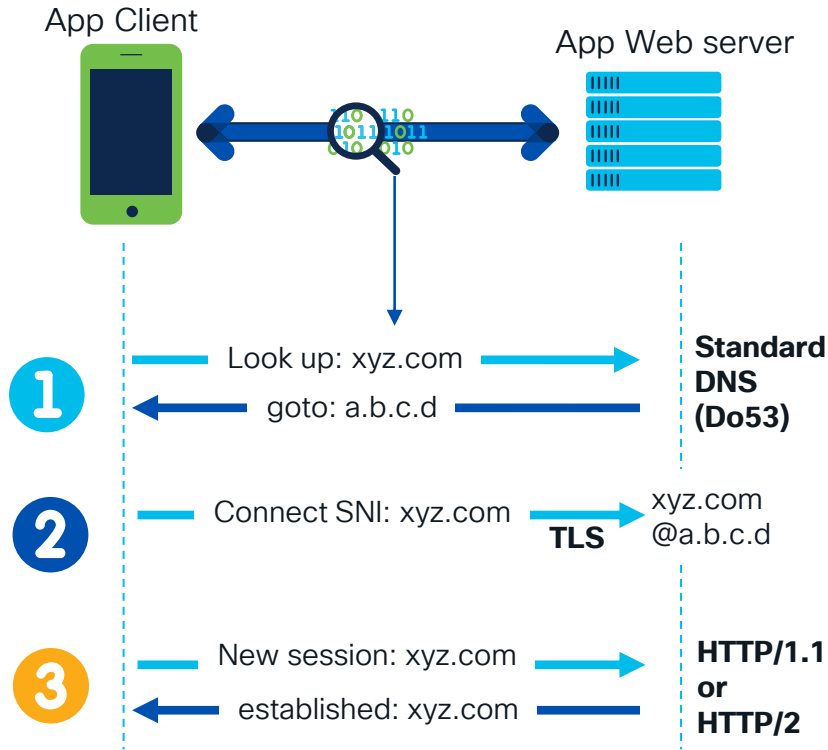 App Client
App Web server
110 110
1011 1011
010 010
Look up: xyz.com
Standard
DNS
(Do53)
1
goto: a.b.c.d
2
Connect SNI: xyz.com
TLS
xyz.com
@a.b.c.d
3
New session: xyz.com
established: xyz.com
HTTP/1.1
or
HTTP/2